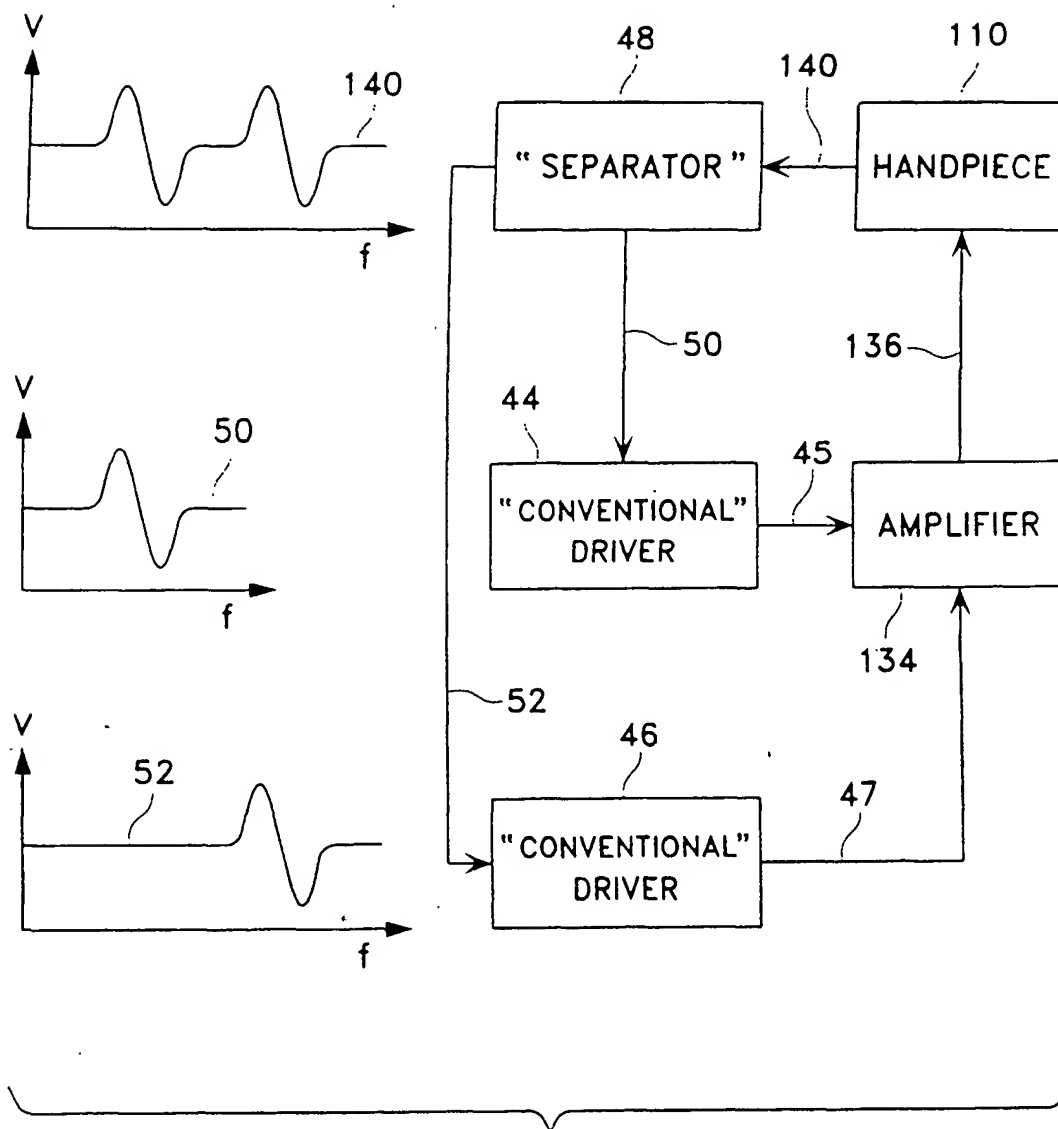 V
140
f
48
110
"SEPARATOR"
140
HANDPIECE
50
136
V
50
f
44
"CONVENTIONAL"
DRIVER
45
AMPLIFIER
134
52
V
52
f
46
"CONVENTIONAL"
DRIVER
47